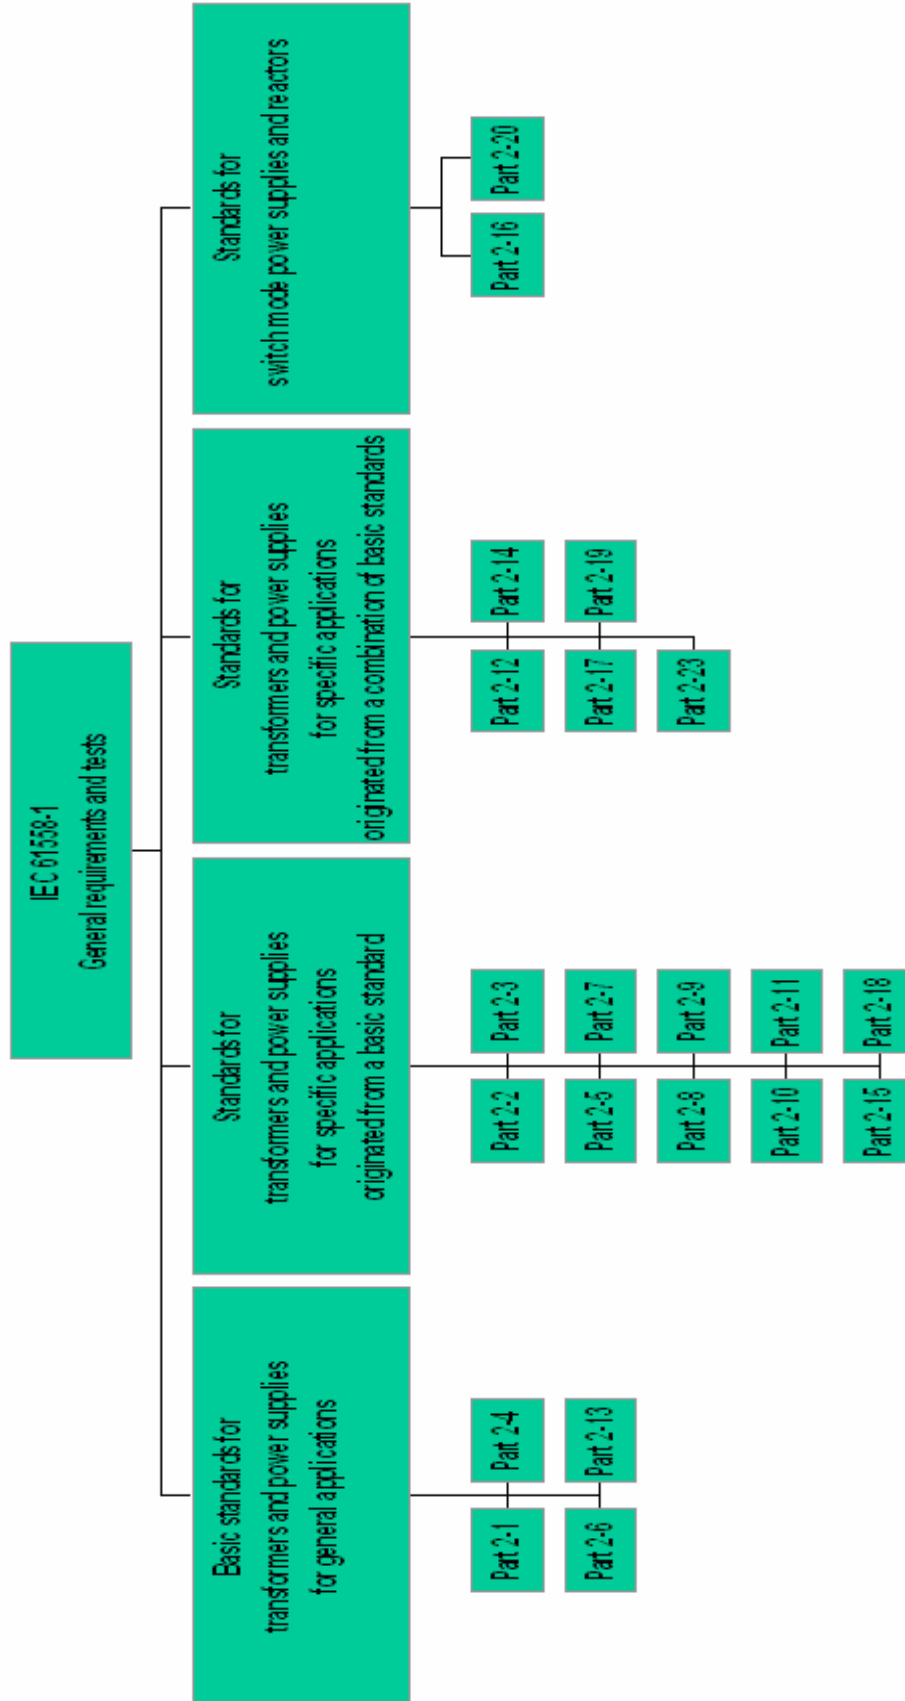 IEC 61558-1
General requirements and tests
Basic standards for
transformers and power supplies
for general applications
Part 2-1
Part 2-4
Part 2-6
Part 2-13
Standards for
transformers and power supplies
for specific applications
originated from a basic standard
Part 2-2
Part 2-3
Part 2-5
Part 2-7
Part 2-8
Part 2-9
Part 2-10
Part 2-11
Part 2-15
Part 2-18
Standards for
transformers and power supplies
for specific applications
originated from a combination of basic standards
Part 2-12
Part 2-14
Part 2-17
Part 2-19
Part 2-23
Standards for
switch mode power supplies and reactors
Part 2-16
Part 2-20